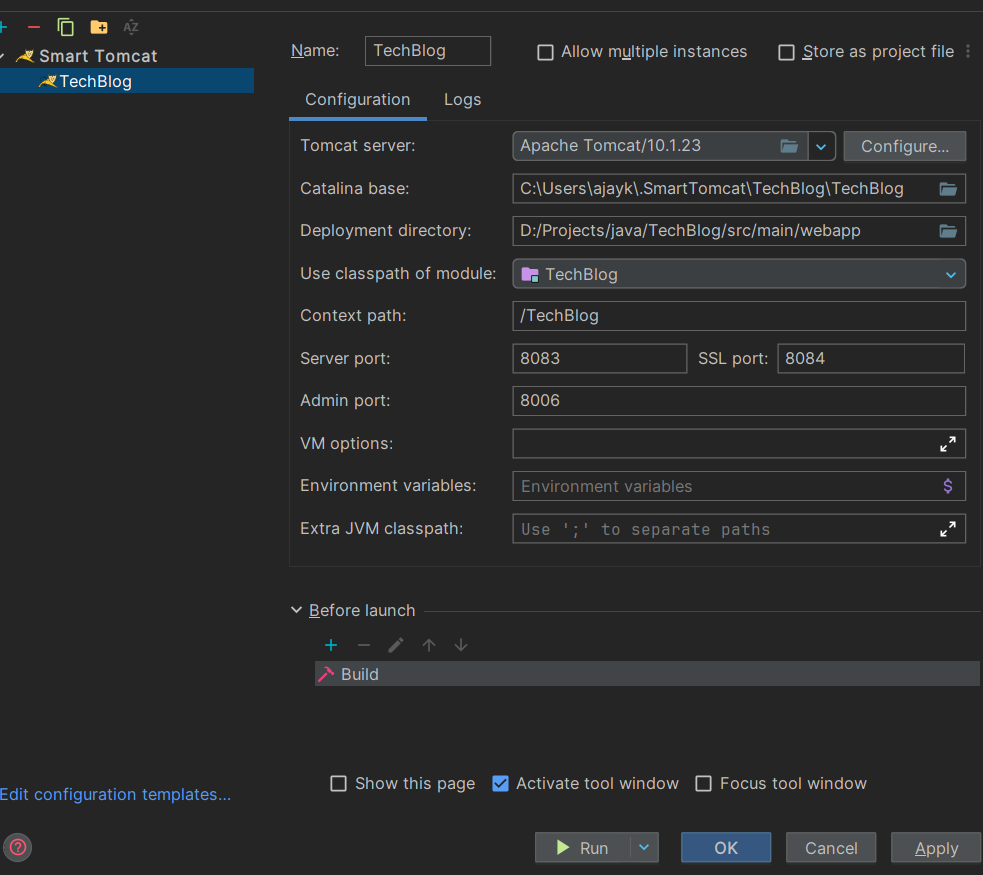 AZ
Smart Tomcat
TechBlog
Name: TechBlog Allow multiple instances Store as project file
Configuration Logs
Tomcat server: Apache Tomcat/10.1.23 Configure...
Catalina base: C:\Users\ajayk\.SmartTomcat\TechBlog\TechBlog
Deployment directory: D:/Projects/java/TechBlog/src/main/webapp
Use classpath of module: TechBlog
Context path: /TechBlog
Server port: 8083 SSL port: 8084
Admin port: 8006
VM options:
Environment variables: Environment variables $
Extra JVM classpath: Use ';' to separate paths
Before launch
Build
Show this page Activate tool window Focus tool window
Edit configuration templates...
? Run OK Cancel Apply